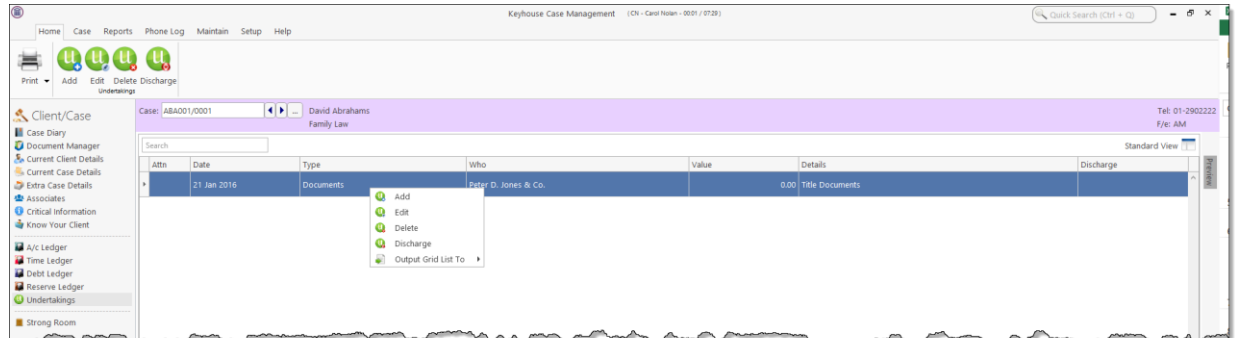 Keyhouse Case Management (CN - Carol Nolan - 00:01 / 07:29)
Quick Search (Ctrl + Q)
Home Case Reports Phone Log Maintain Setup Help
Print Add Edit Delete Discharge
Undertakings
Client/Case
Case Diary
Document Manager
Current Client Details
Current Case Details
Extra Case Details
Associates
Critical Information
Know Your Client
A/c Ledger
Time Ledger
Debt Ledger
Reserve Ledger
Undertakings
Strong Room
Case: ABA001/0001 ... David Abrahams Tel: 01-2902222
Family Law F/e: AM
Search Standard View
Attn Date Type Who Value Details Discharge
21 Jan 2016 Documents Peter D. Jones & Co. 0.00 Title Documents
Preview
Add
Edit
Delete
Discharge
Output Grid List To